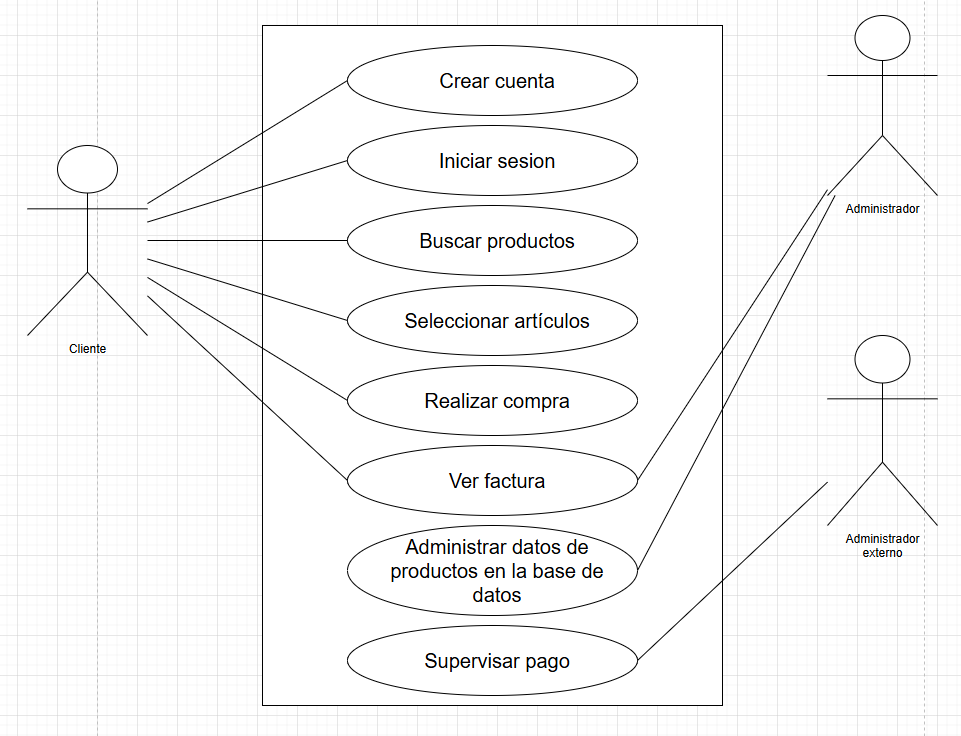 Crear cuenta
Iniciar sesion
Buscar productos
Seleccionar artículos
Realizar compra
Ver factura
Administrar datos de
productos en la base de
datos
Supervisar pago
Cliente
Administrador
Administrador
externo